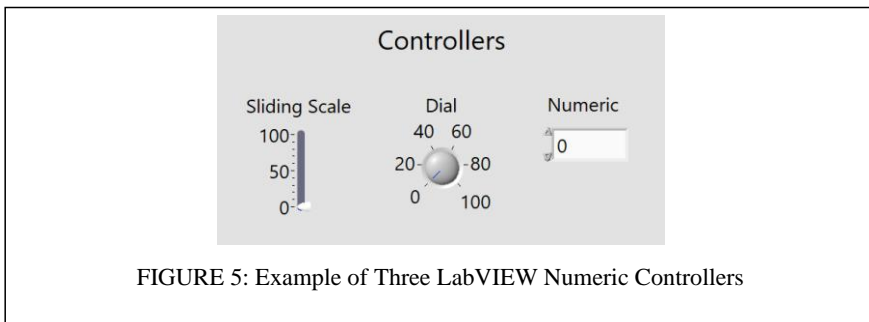 Controllers
Sliding Scale
100
50
0
Dial
40 60
20 80
0 100
Numeric
0
FIGURE 5: Example of Three LabVIEW Numeric Controllers